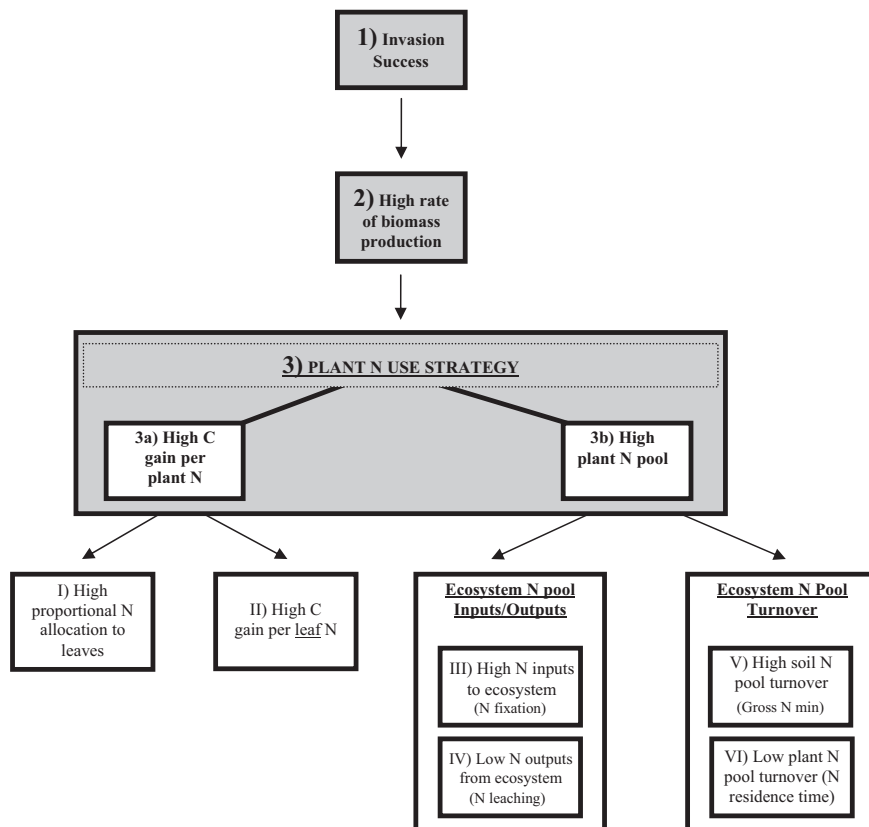 1) Invasion
Success
2) High rate
of biomass
production
3) PLANT N USE STRATEGY
3a) High C
gain per
plant N
3b) High
plant N pool
I) High
proportional N
allocation to
leaves
II) High C
gain per leaf N
Ecosystem N pool
Inputs/Outputs
III) High N inputs
to ecosystem
(N fixation)
IV) Low N outputs
from ecosystem
(N leaching)
Ecosystem N Pool
Turnover
V) High soil N
pool turnover
(Gross N min)
VI) Low plant N
pool turnover (N
residence time)